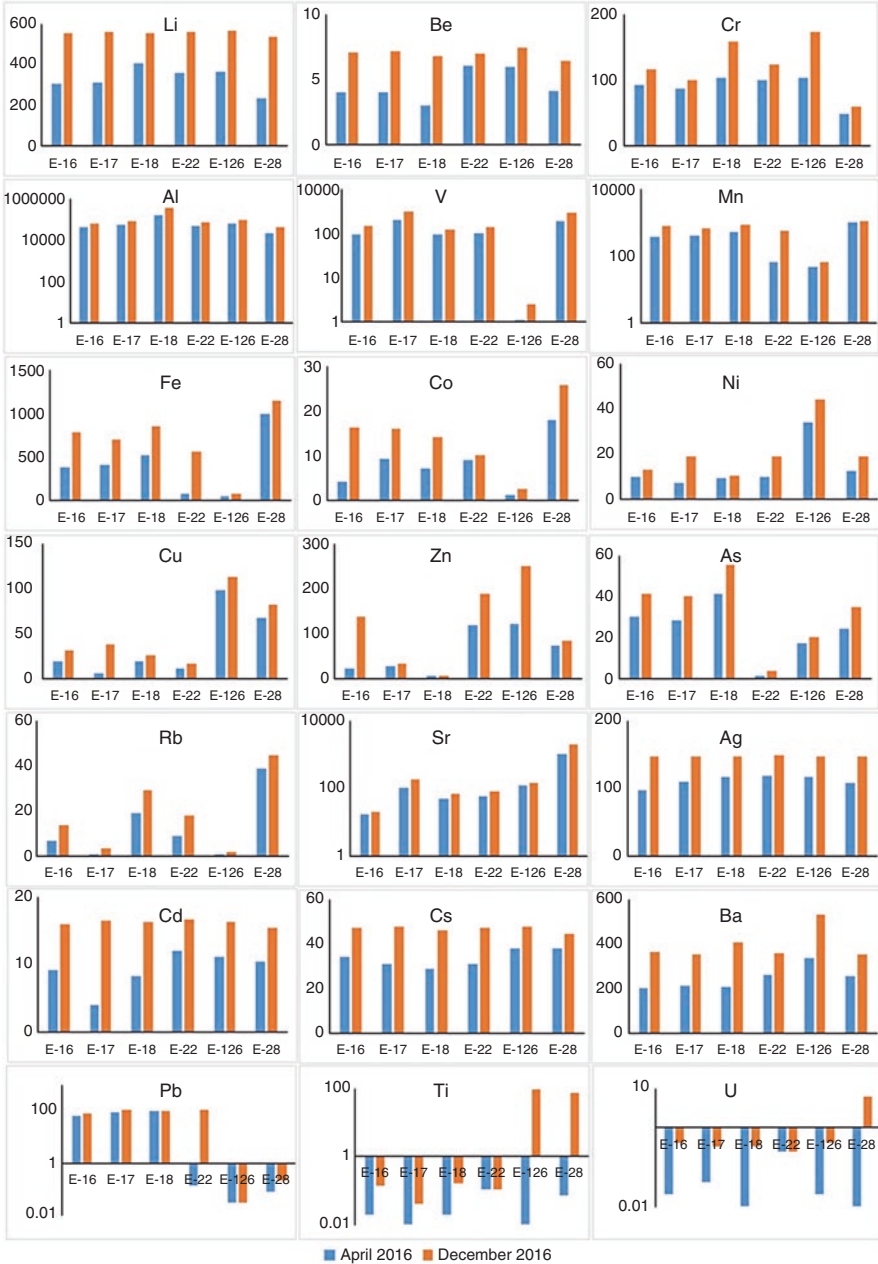 Li
600
400
200
0
E-16 E-17 E-18 E-22 E-126 E-28
Be
10
5
0
E-16 E-17 E-18 E-22 E-126 E-28
Cr
200
100
0
E-16 E-17 E-18 E-22 E-126 E-28
Al
1000000
10000
100
1
E-16 E-17 E-18 E-22 E-126 E-28
V
10000
100
10
1
E-16 E-17 E-18 E-22 E-126 E-28
Mn
10000
100
1
E-16 E-17 E-18 E-22 E-126 E-28
Fe
1500
1000
500
0
E-16 E-17 E-18 E-22 E-126 E-28
Co
30
20
10
0
E-16 E-17 E-18 E-22 E-126 E-28
Ni
60
40
20
0
E-16 E-17 E-18 E-22 E-126 E-28
Cu
150
100
50
0
E-16 E-17 E-18 E-22 E-126 E-28
Zn
300
200
100
0
E-16 E-17 E-18 E-22 E-126 E-28
As
60
40
20
0
E-16 E-17 E-18 E-22 E-126 E-28
Rb
60
40
20
0
E-16 E-17 E-18 E-22 E-126 E-28
Sr
10000
100
1
E-16 E-17 E-18 E-22 E-126 E-28
Ag
200
100
0
E-16 E-17 E-18 E-22 E-126 E-28
Cd
20
10
0
E-16 E-17 E-18 E-22 E-126 E-28
Cs
60
40
20
0
E-16 E-17 E-18 E-22 E-126 E-28
Ba
600
400
200
0
E-16 E-17 E-18 E-22 E-126 E-28
Pb
100
1
E-16 E-17 E-18 E-22 E-126 E-28
0.01
Ti
100
1
E-16 E-17 E-18 E-22 E-126 E-28
0.01
U
10
E-16 E-17 E-18 E-22 E-126 E-28
0.01
April 2016 December 2016